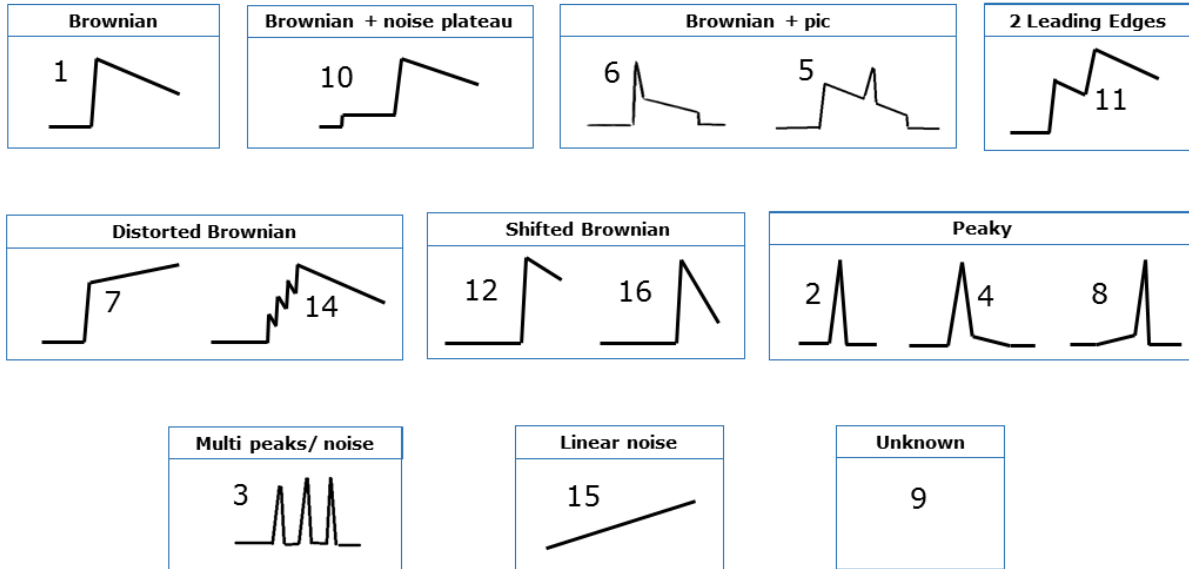 Brownian
1
Brownian + noise plateau
10
Brownian + pic
6
5
2 Leading Edges
11
Distorted Brownian
7
14
Shifted Brownian
12
16
Peaky
2
4
8
Multi peaks/ noise
3
Linear noise
15
Unknown
9